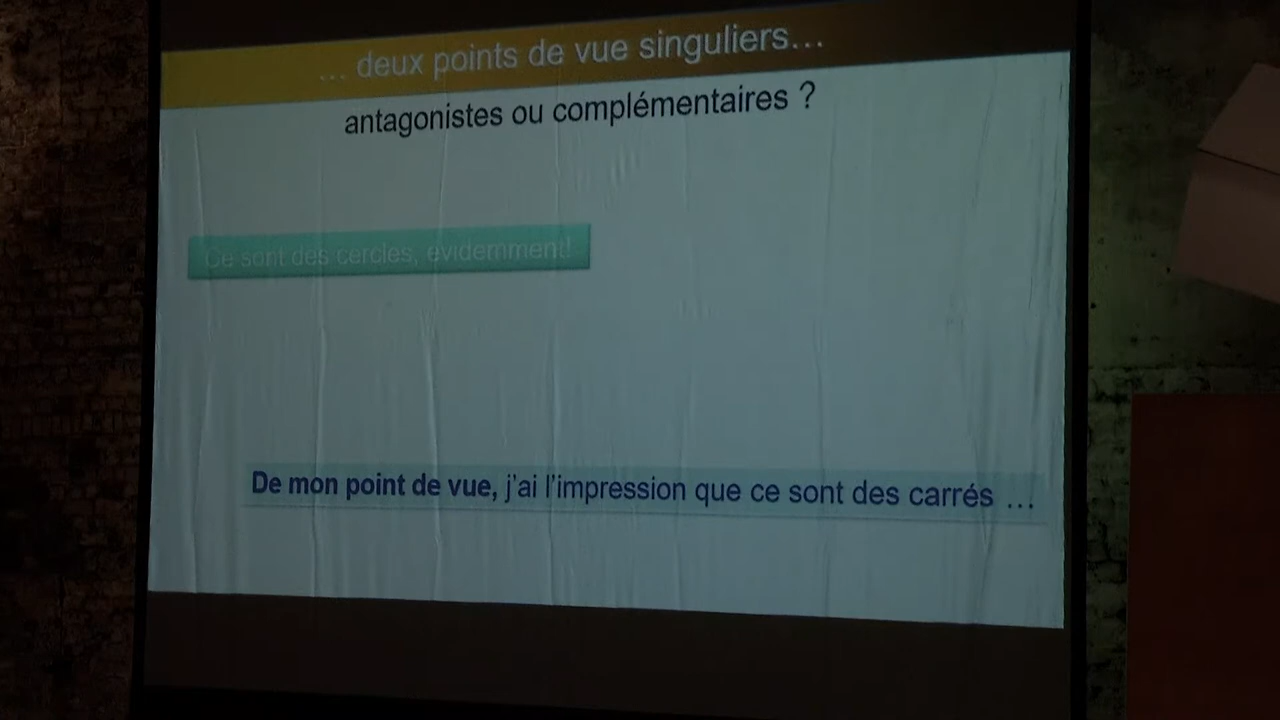 ... deux points de vue singuliers...
antagonistes ou complémentaires ?
Ce sont des cercles, évidemment!
De mon point de vue, j'ai l'impression que ce sont des carrés ...